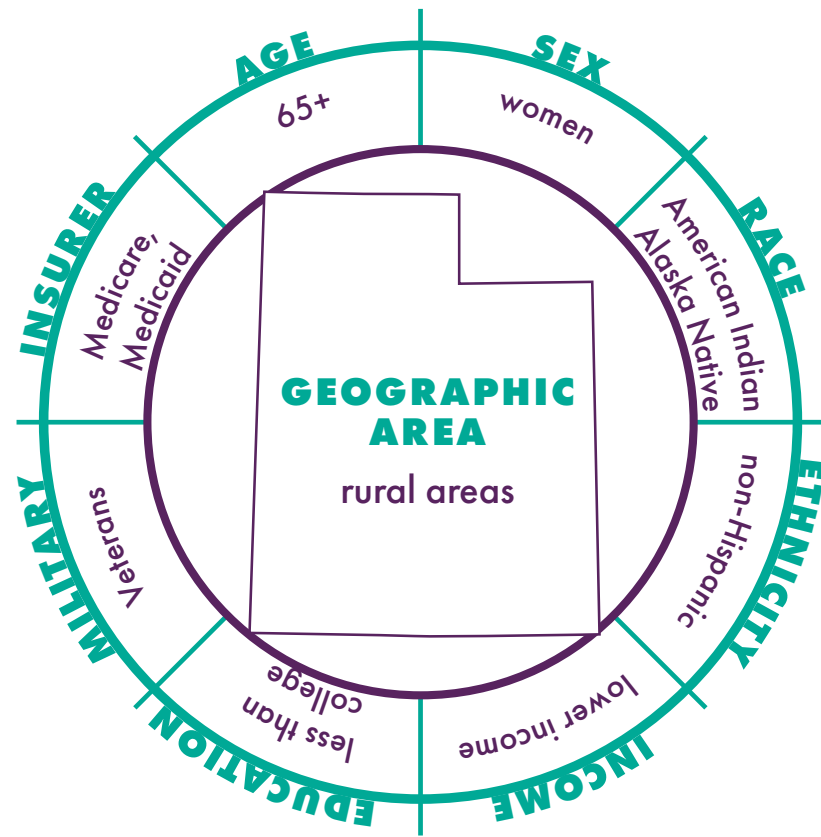 AGE
65+
SEX
women
RACE
American Indian
Alaska Native
ETHNICITY
non-Hispanic
INCOME
lower income
EDUCATION
less than
college
MILITARY
Veterans
INSURER
Medicare,
Medicaid
GEOGRAPHIC
AREA
rural areas